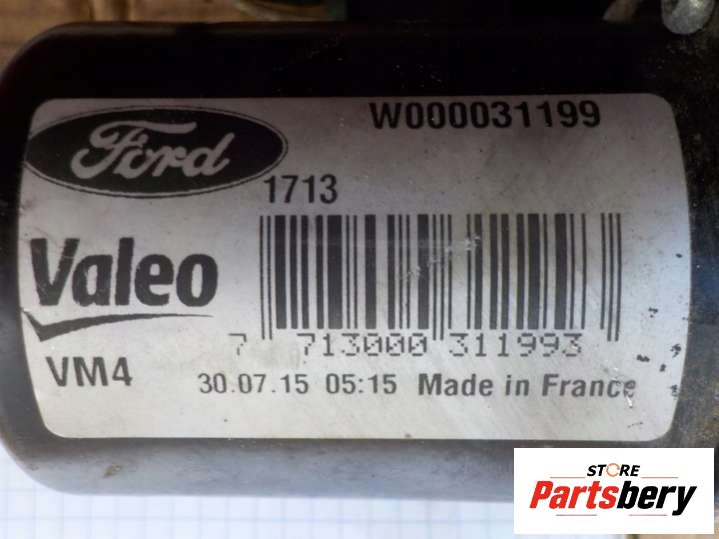 W000031199
Ford
1713
Valeo
7 713000 311993
VM4
30.07.15 05:15 Made in France
STORE
Partsbery